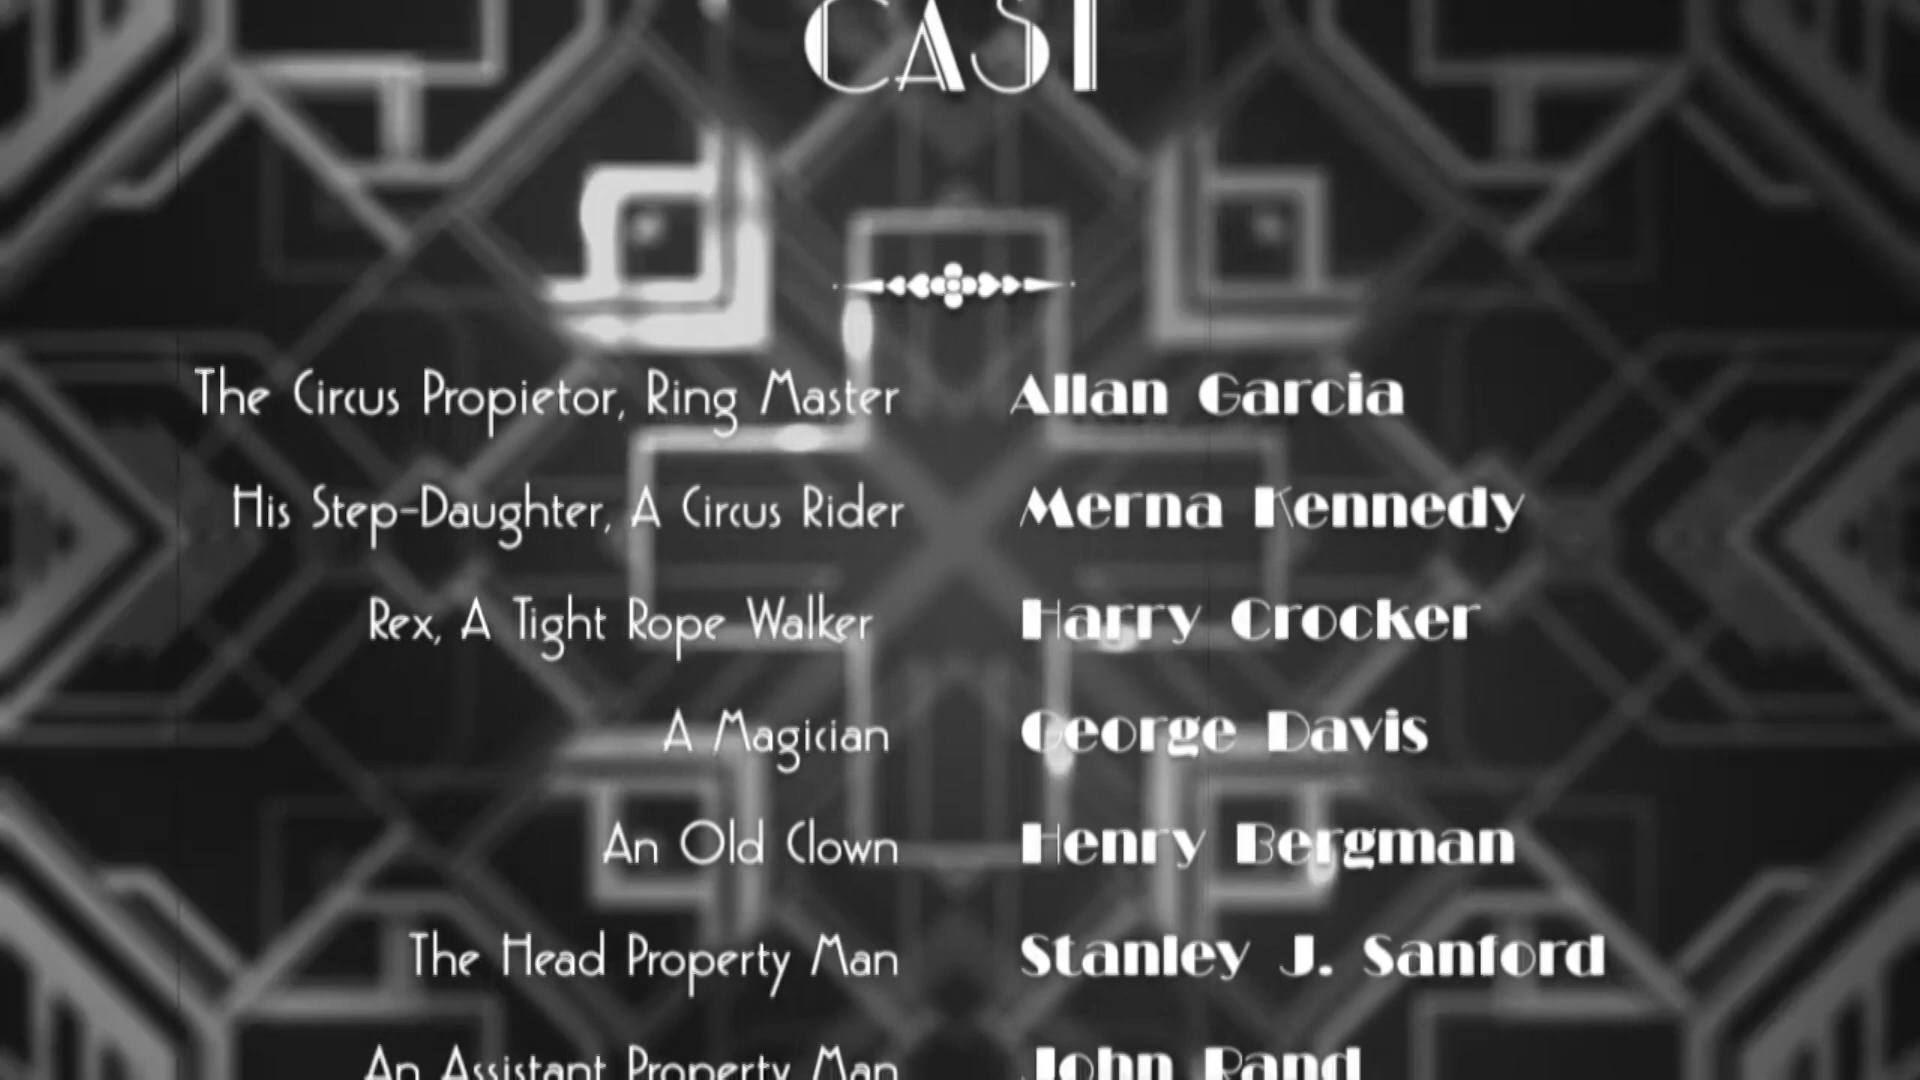 CAST
The Circus Propietor, Ring Master Allan Garcia
His Step-Daughter, A Circus Rider Merna Kennedy
Rex, A Tight Rope Walker Harry Crocker
A Magician George Davis
An Old Clown Henry Bergman
The Head Property Man Stanley J. Sanford
An Assistant Property Man John Rand